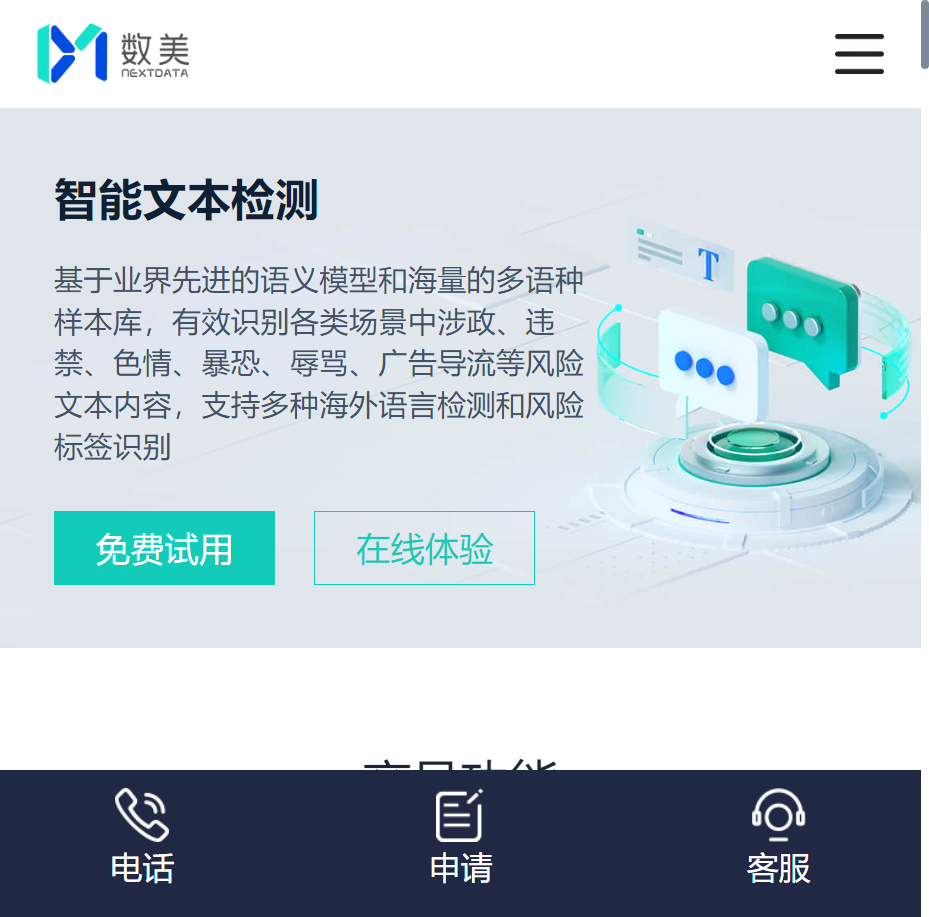 数美
NEXTDATA
智能文本检测
基于业界先进的语义模型和海量的多语种
样本库，有效识别各类场景中涉政、违
禁、色情、暴恐、辱骂、广告导流等风险
文本内容，支持多种海外语言检测和风险
标签识别
T
免费试用
在线体验
产品功能
电话
申请
客服